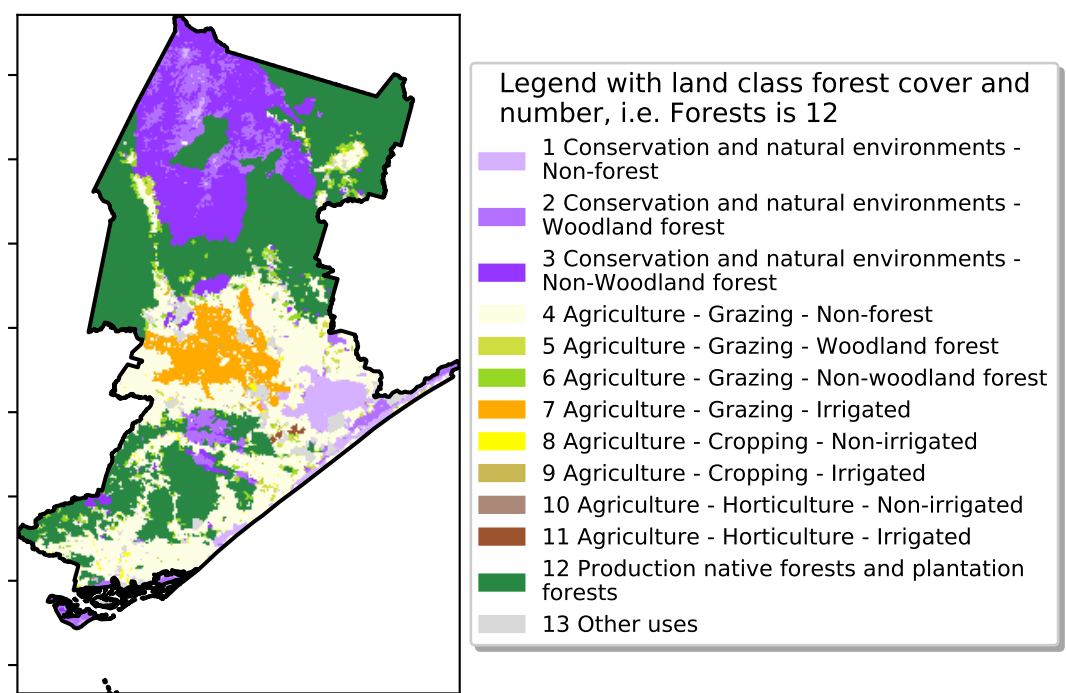 Legend with land class forest cover and
number, i.e. Forests is 12
1 Conservation and natural environments -
Non-forest
2 Conservation and natural environments -
Woodland forest
3 Conservation and natural environments -
Non-Woodland forest
4 Agriculture - Grazing - Non-forest
5 Agriculture - Grazing - Woodland forest
6 Agriculture - Grazing - Non-woodland forest
7 Agriculture - Grazing - Irrigated
8 Agriculture - Cropping - Non-irrigated
9 Agriculture - Cropping - Irrigated
10 Agriculture - Horticulture - Non-irrigated
11 Agriculture - Horticulture - Irrigated
12 Production native forests and plantation
forests
13 Other uses